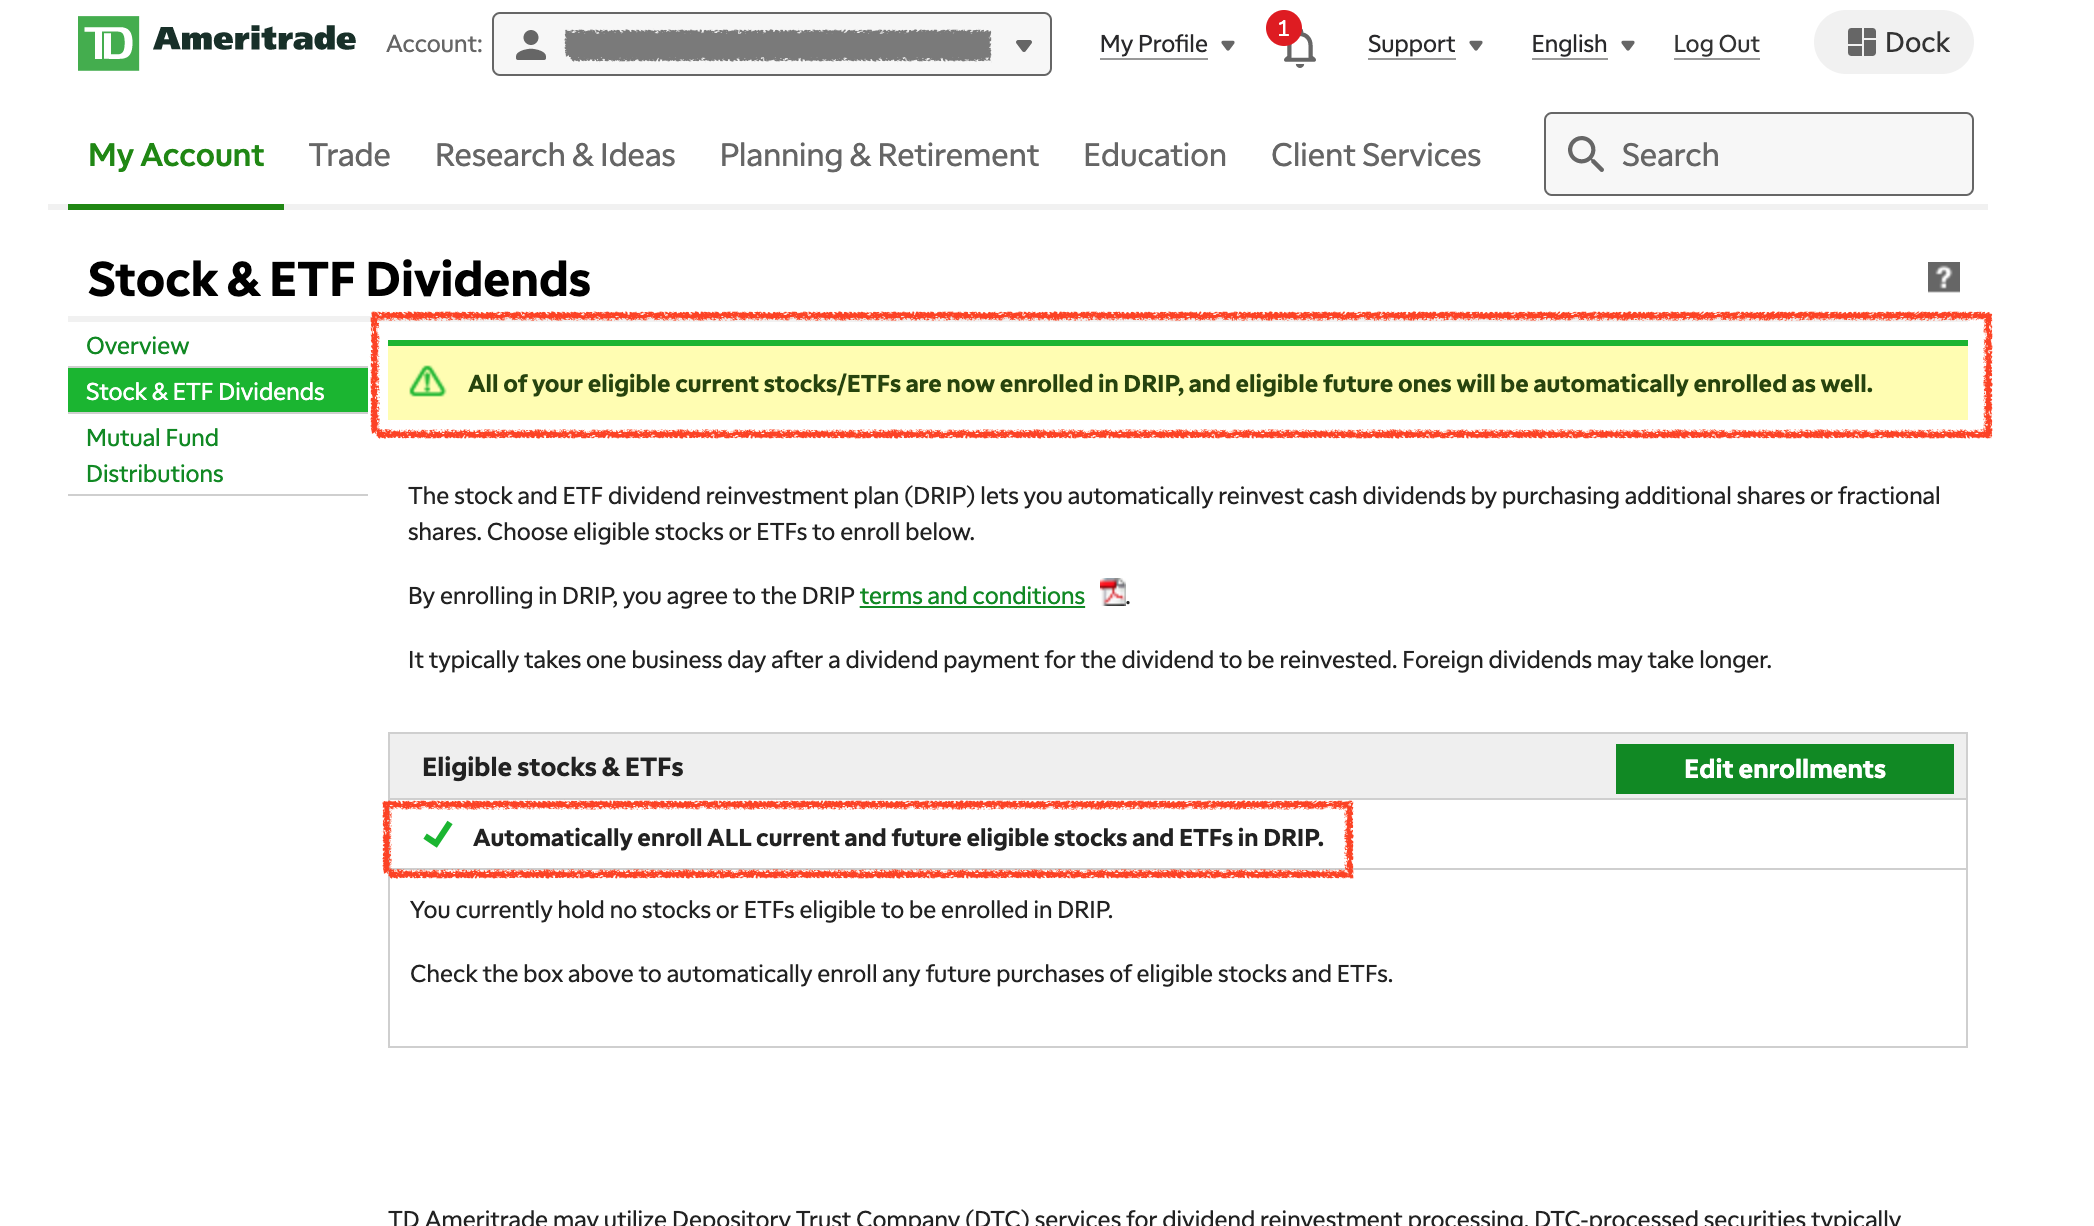 TD Ameritrade Account: My Profile 1 Support English Log Out Dock
My Account Trade Research & Ideas Planning & Retirement Education Client Services Search
Stock & ETF Dividends ?
Overview
Stock & ETF Dividends
Mutual Fund
Distributions
All of your eligible current stocks/ETFs are now enrolled in DRIP, and eligible future ones will be automatically enrolled as well.
The stock and ETF dividend reinvestment plan (DRIP) lets you automatically reinvest cash dividends by purchasing additional shares or fractional
shares. Choose eligible stocks or ETFs to enroll below.
By enrolling in DRIP, you agree to the DRIP terms and conditions .
It typically takes one business day after a dividend payment for the dividend to be reinvested. Foreign dividends may take longer.
Eligible stocks & ETFs Edit enrollments
Automatically enroll ALL current and future eligible stocks and ETFs in DRIP.
You currently hold no stocks or ETFs eligible to be enrolled in DRIP.
Check the box above to automatically enroll any future purchases of eligible stocks and ETFs.
TD Ameritrade may utilize Depository Trust Company (DTC) services for dividend reinvestment processing. DTC-processed securities typically